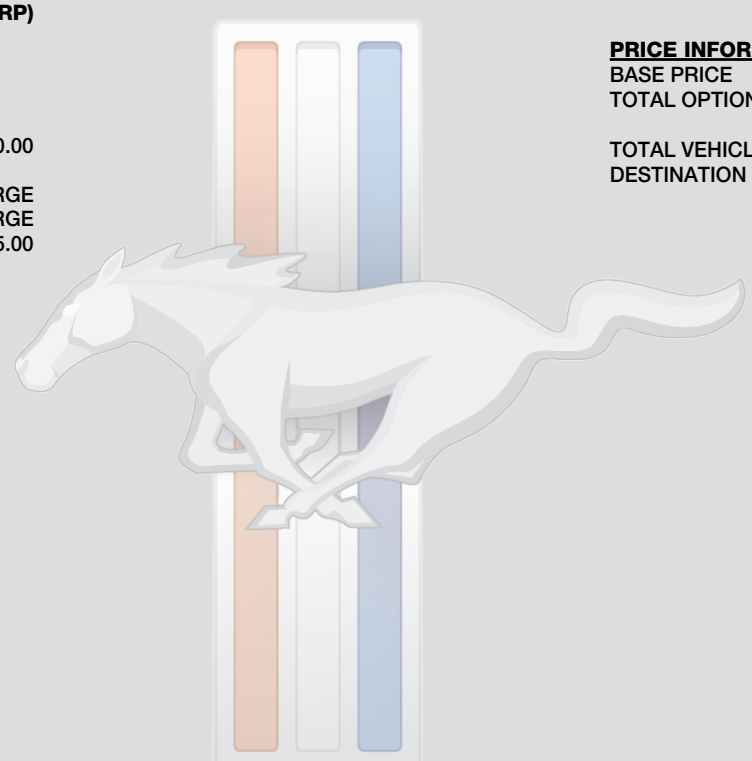 RP)
0.00
RGE
RGE
5.00
PRICE INFOR
BASE PRICE
TOTAL OPTION
TOTAL VEHICL
DESTINATION